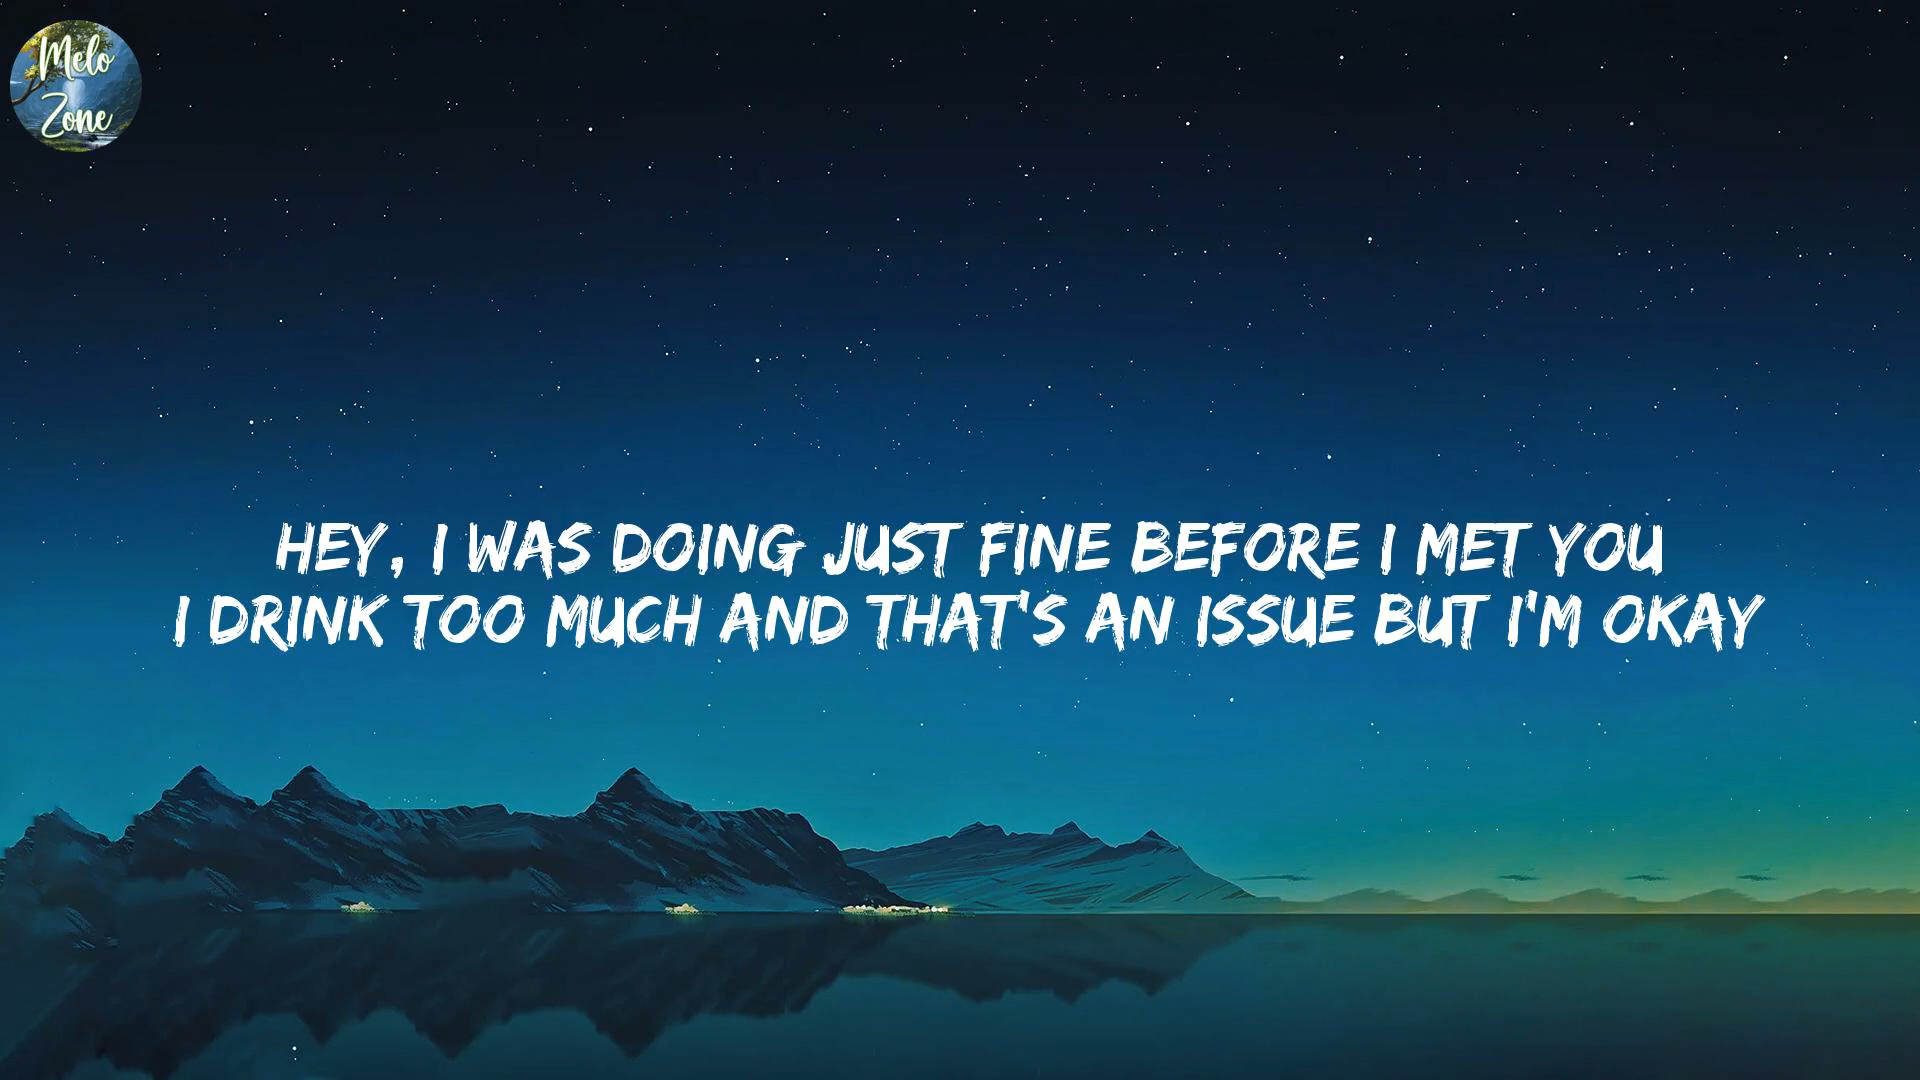 Melo
Zone
HEY, I WAS DOING JUST FINE BEFORE I MET YOU
I DRINK TOO MUCH AND THAT'S AN ISSUE BUT I'M OKAY